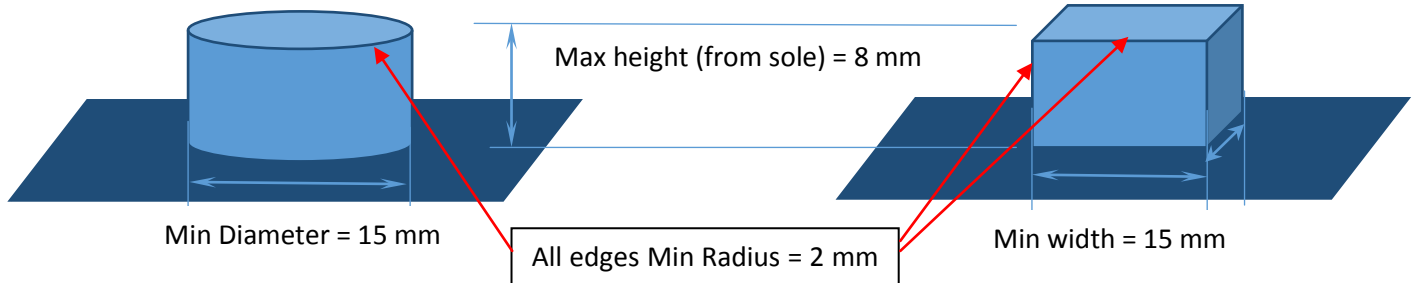 Max height (from sole) = 8 mm
Min Diameter = 15 mm
All edges Min Radius = 2 mm
Min width = 15 mm